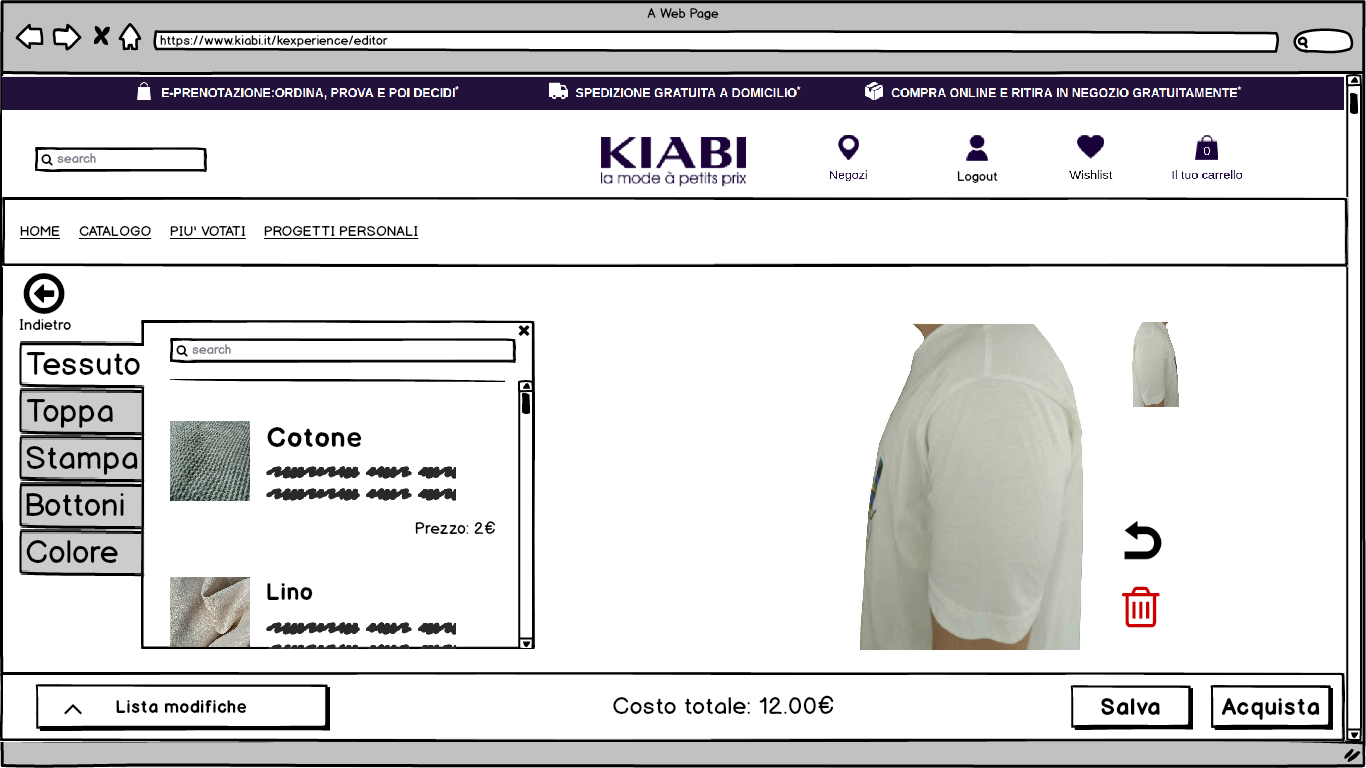 A Web Page
https://www.kiabi.it/kexperience/editor
E-PRENOTAZIONE:ORDINA, PROVA E POI DECIDI*
SPEDIZIONE GRATUITA A DOMICILIO*
COMPRA ONLINE E RITIRA IN NEGOZIO GRATUITAMENTE*
search
KIABI
la mode à petits prix
Negozi
Logout
Wishlist
0
Il tuo carrello
HOME CATALOGO PIU' VOTATI PROGETTI PERSONALI
Indietro
Tessuto
Toppa
Stampa
Bottoni
Colore
search
Cotone
Prezzo: 2€
Lino
Lista modifiche
Costo totale: 12.00€
Salva
Acquista